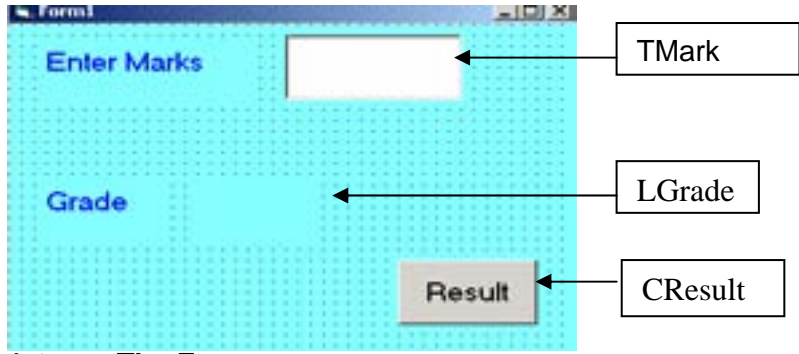 Form1
Enter Marks
TMark
Grade
LGrade
Result
CResult